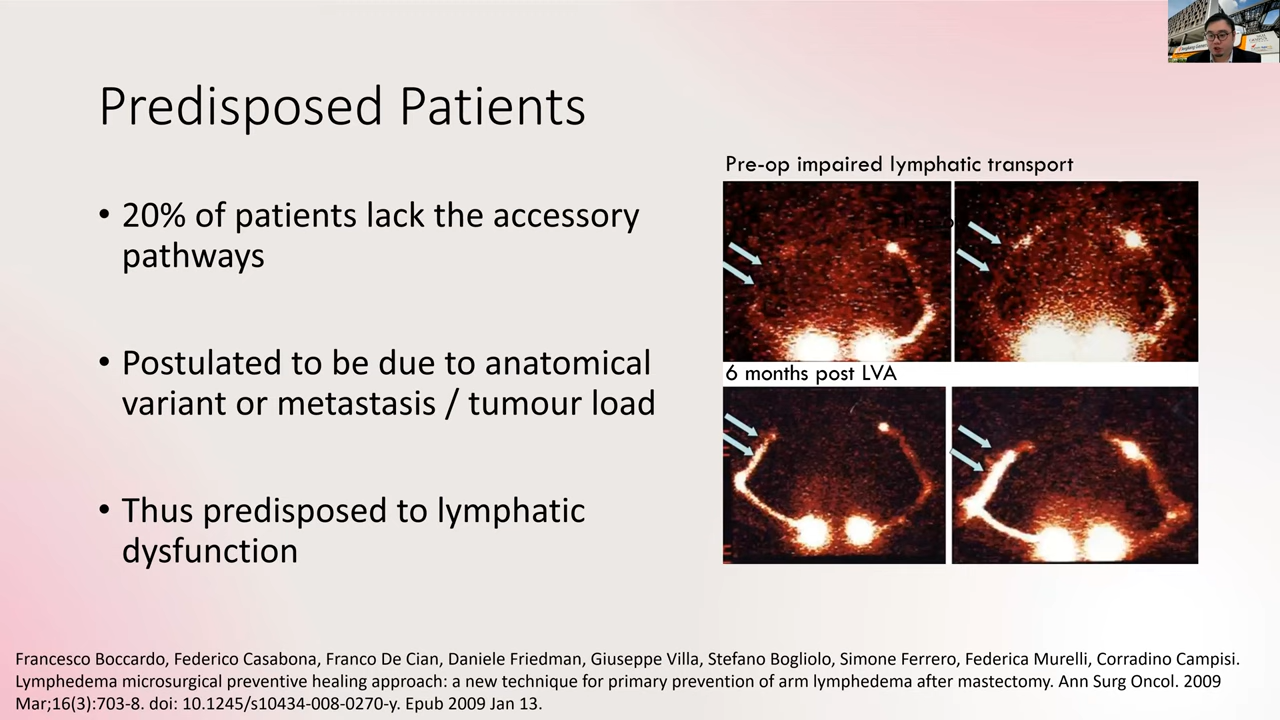 Predisposed Patients
• 20% of patients lack the accessory
pathways
• Postulated to be due to anatomical
variant or metastasis / tumour load
• Thus predisposed to lymphatic
dysfunction
Pre-op impaired lymphatic transport
6 months post LVA
Francesco Boccardo, Federico Casabona, Franco De Cian, Daniele Friedman, Giuseppe Villa, Stefano Bogliolo, Simone Ferrero, Federica Murelli, Corradino Campisi.
Lymphedema microsurgical preventive healing approach: a new technique for primary prevention of arm lymphedema after mastectomy. Ann Surg Oncol. 2009
Mar;16(3):703-8. doi: 10.1245/s10434-008-0270-y. Epub 2009 Jan 13.